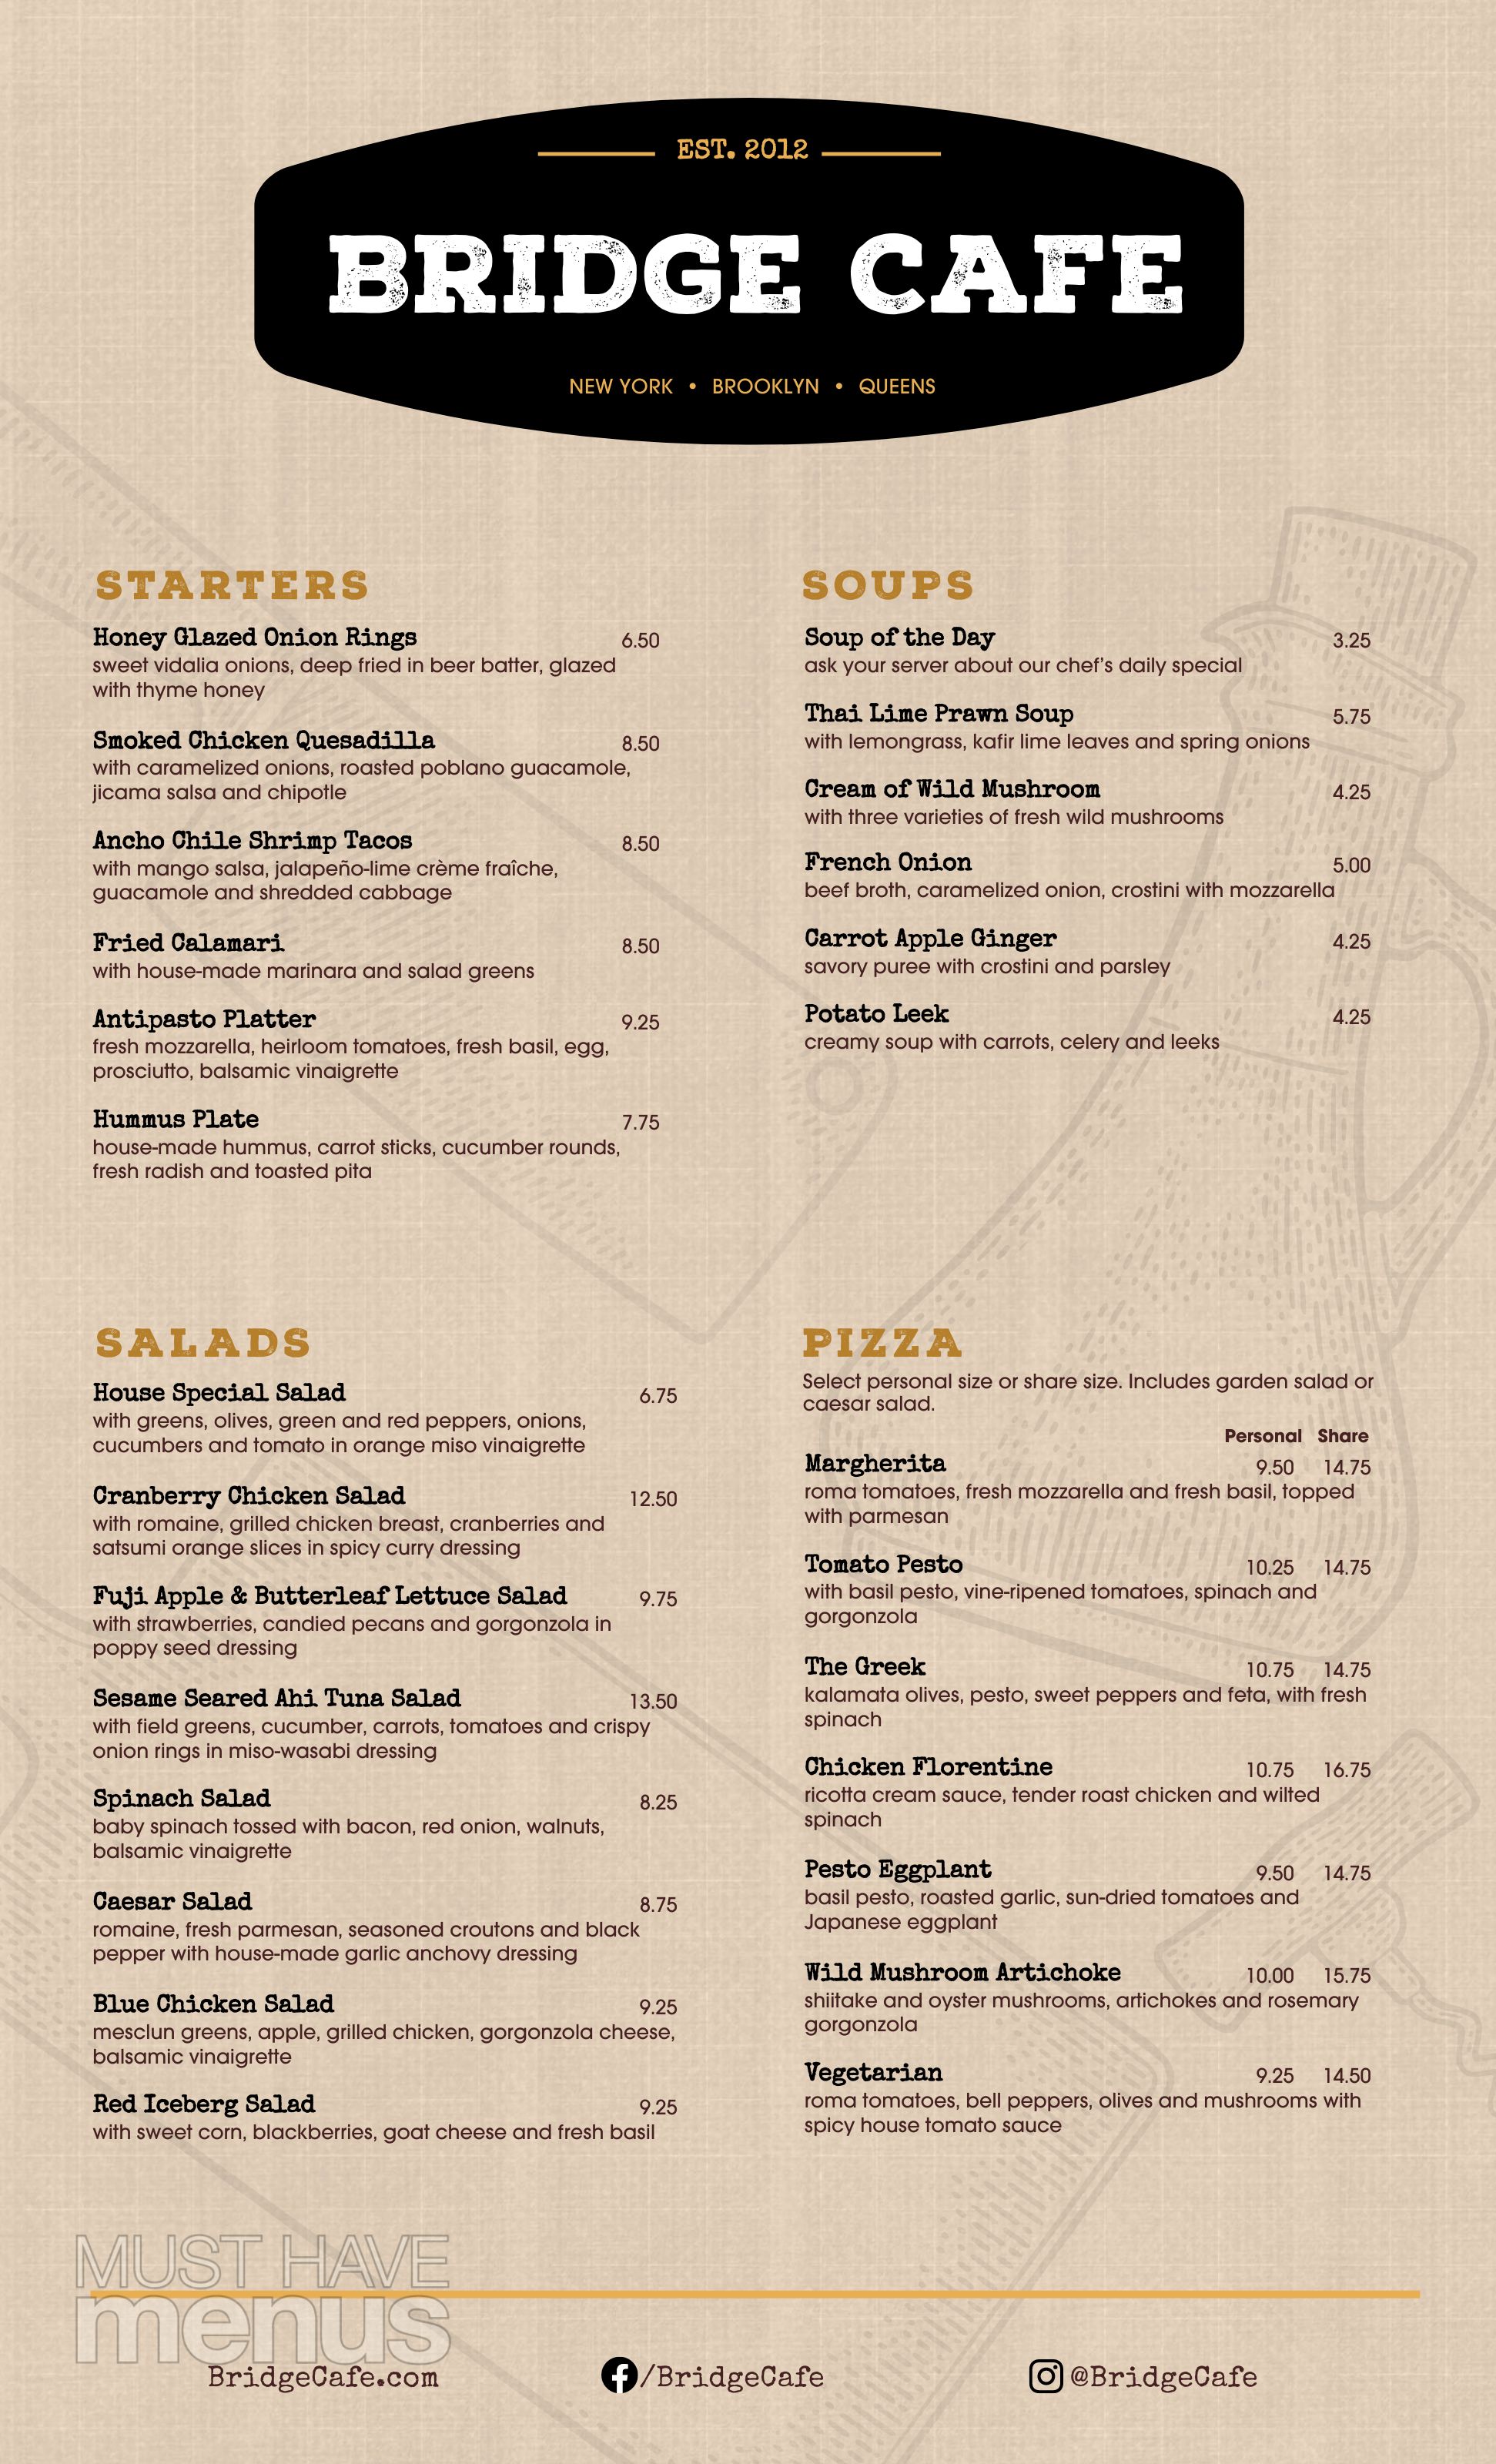 EST. 2012
BRIDGE CAFE
NEW YORK • BROOKLYN • QUEENS
STARTERS
Honey Glazed Onion Rings 6.50
sweet vidalia onions, deep fried in beer batter, glazed
with thyme honey
Smoked Chicken Quesadilla 8.50
with caramelized onions, roasted poblano guacamole,
jicama salsa and chipotle
Ancho Chile Shrimp Tacos 8.50
with mango salsa, jalapeño-lime crème fraîche,
guacamole and shredded cabbage
Fried Calamari 8.50
with house-made marinara and salad greens
Antipasto Platter 9.25
fresh mozzarella, heirloom tomatoes, fresh basil, egg,
prosciutto, balsamic vinaigrette
Hummus Plate 7.75
house-made hummus, carrot sticks, cucumber rounds,
fresh radish and toasted pita
SOUPS
Soup of the Day 3.25
ask your server about our chef's daily special
Thai Lime Prawn Soup 5.75
with lemongrass, kafir lime leaves and spring onions
Cream of Wild Mushroom 4.25
with three varieties of fresh wild mushrooms
French Onion 5.00
beef broth, caramelized onion, crostini with mozzarella
Carrot Apple Ginger 4.25
savory puree with crostini and parsley
Potato Leek 4.25
creamy soup with carrots, celery and leeks
SALADS
House Special Salad 6.75
with greens, olives, green and red peppers, onions,
cucumbers and tomato in orange miso vinaigrette
Cranberry Chicken Salad 12.50
with romaine, grilled chicken breast, cranberries and
satsumi orange slices in spicy curry dressing
Fuji Apple & Butterleaf Lettuce Salad 9.75
with strawberries, candied pecans and gorgonzola in
poppy seed dressing
Sesame Seared Ahi Tuna Salad 13.50
with field greens, cucumber, carrots, tomatoes and crispy
onion rings in miso-wasabi dressing
Spinach Salad 8.25
baby spinach tossed with bacon, red onion, walnuts,
balsamic vinaigrette
Caesar Salad 8.75
romaine, fresh parmesan, seasoned croutons and black
pepper with house-made garlic anchovy dressing
Blue Chicken Salad 9.25
mesclun greens, apple, grilled chicken, gorgonzola cheese,
balsamic vinaigrette
Red Iceberg Salad 9.25
with sweet corn, blackberries, goat cheese and fresh basil
PIZZA
Select personal size or share size. Includes garden salad or
caesar salad.
Personal Share
Margherita 9.50 14.75
roma tomatoes, fresh mozzarella and fresh basil, topped
with parmesan
Tomato Pesto 10.25 14.75
with basil pesto, vine-ripened tomatoes, spinach and
gorgonzola
The Greek 10.75 14.75
kalamata olives, pesto, sweet peppers and feta, with fresh
spinach
Chicken Florentine 10.75 16.75
ricotta cream sauce, tender roast chicken and wilted
spinach
Pesto Eggplant 9.50 14.75
basil pesto, roasted garlic, sun-dried tomatoes and
Japanese eggplant
Wild Mushroom Artichoke 10.00 15.75
shiitake and oyster mushrooms, artichokes and rosemary
gorgonzola
Vegetarian 9.25 14.50
roma tomatoes, bell peppers, olives and mushrooms with
spicy house tomato sauce
MUST HAVE
menus
BridgeCafe.com
/BridgeCafe
@BridgeCafe